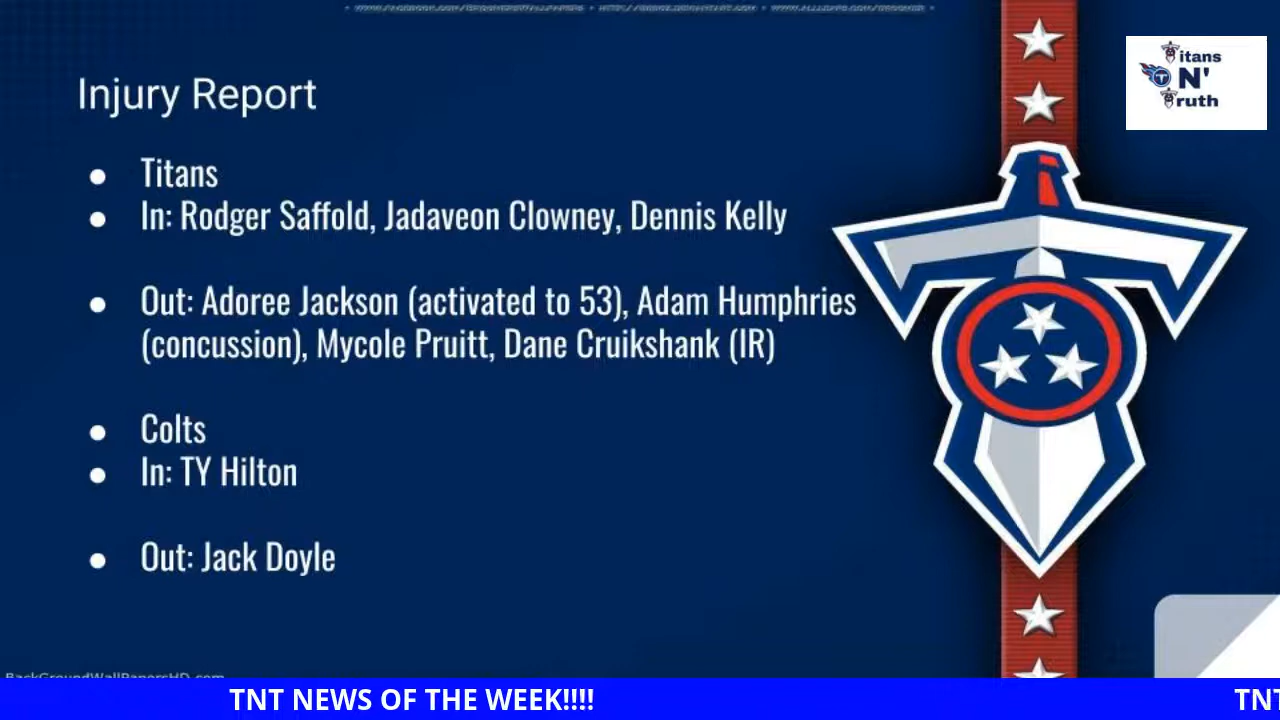 Injury Report
itans
N'
ruth
● Titans
● In: Rodger Saffold, Jadaveon Clowney, Dennis Kelly
● Out: Adoree Jackson (activated to 53), Adam Humphries
(concussion), Mycole Pruitt, Dane Cruikshank (IR)
● Colts
● In: TY Hilton
● Out: Jack Doyle
BackGroundWallPapersHD.com
TNT NEWS OF THE WEEK!!!! TNT